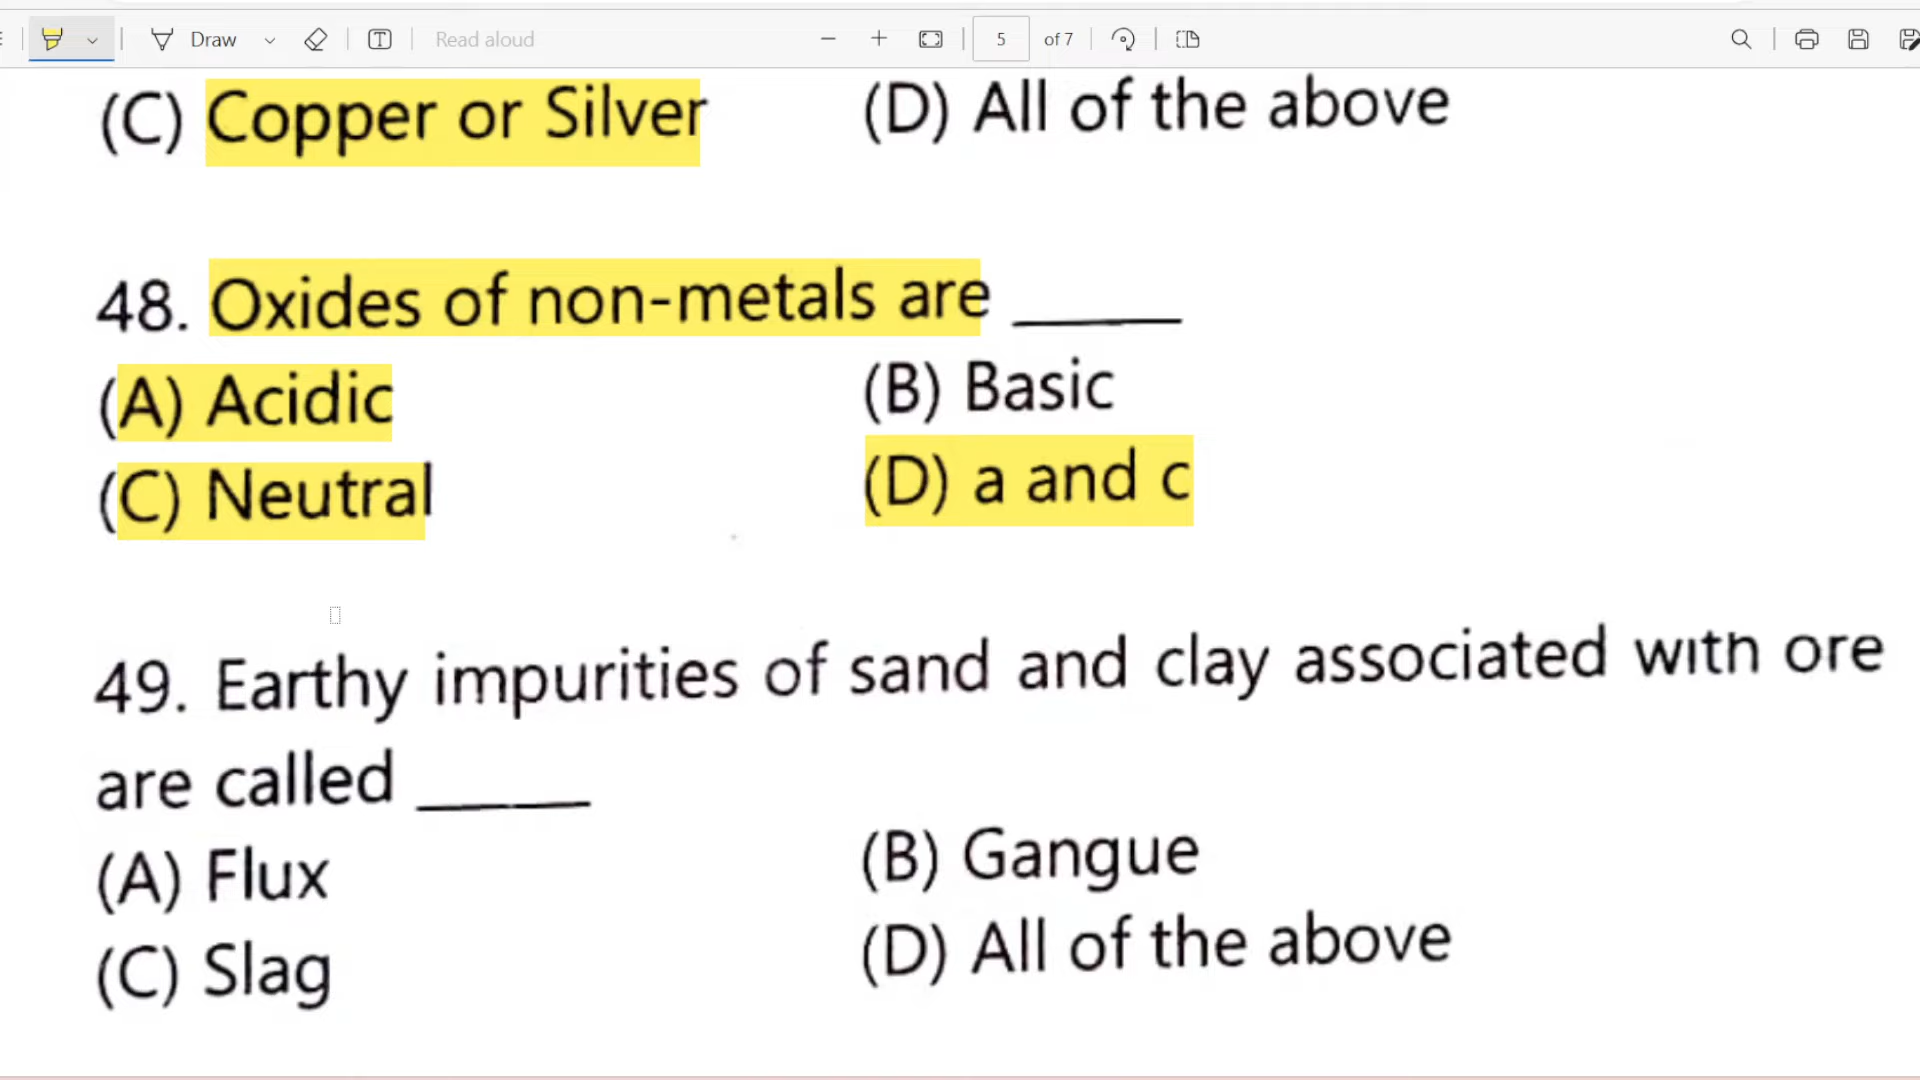 Draw
Read aloud
5 of 7
(C) Copper or Silver (D) All of the above
48. Oxides of non-metals are _____
(A) Acidic (B) Basic
(C) Neutral (D) a and c
49. Earthy impurities of sand and clay associated with ore
are called _____
(A) Flux (B) Gangue
(C) Slag (D) All of the above